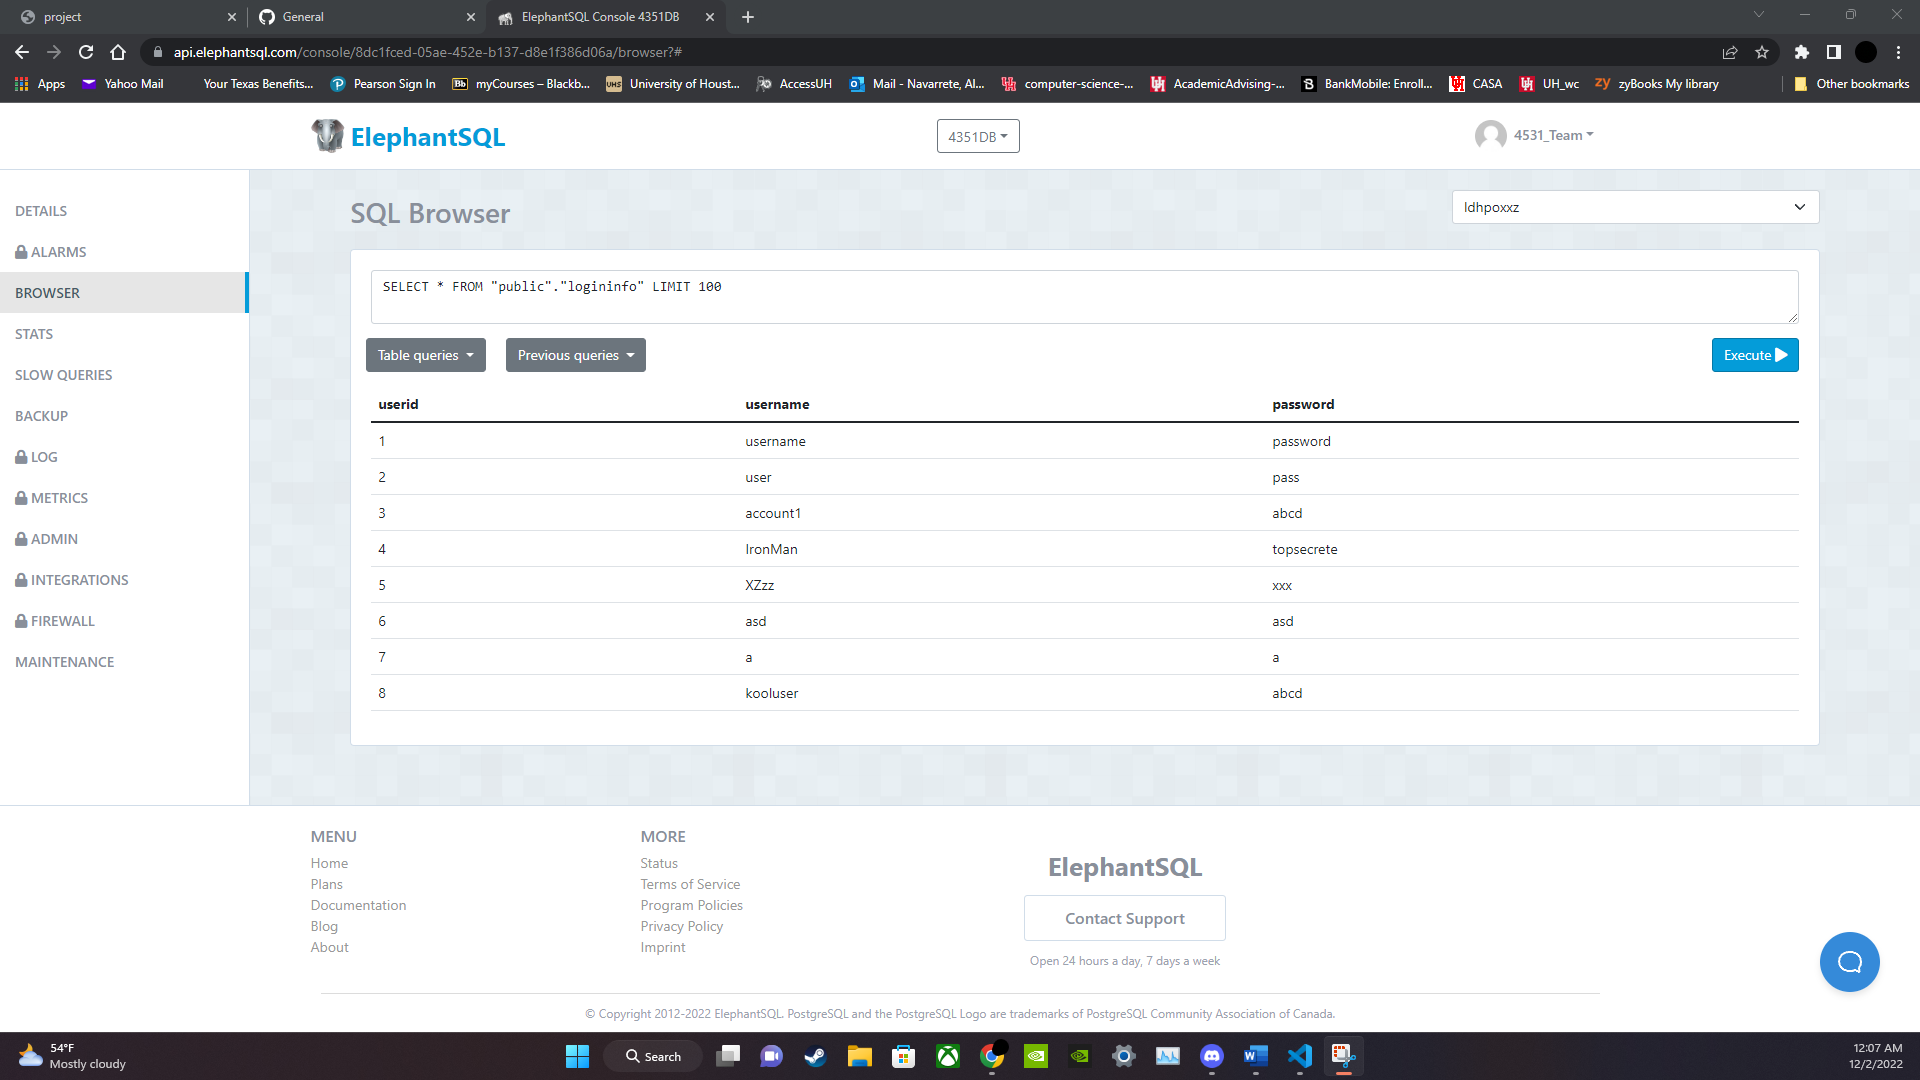 project
General
ElephantSQL Console 4351DB
api.elephantsql.com/console/8dc1fced-05ae-452e-b137-d8e1f386d06a/browser?#
Apps
Yahoo Mail
Your Texas Benefits...
Pearson Sign In
Bb myCourses – Blackb...
UHS University of Houst...
AccessUH
Mail - Navarrete, Al...
computer-science-...
AcademicAdvising-...
BankMobile: Enroll...
CASA
UH_wc
zy zyBooks My library
Other bookmarks
ElephantSQL
4351DB
4531_Team
DETAILS
ALARMS
BROWSER
STATS
SLOW QUERIES
BACKUP
LOG
METRICS
ADMIN
INTEGRATIONS
FIREWALL
MAINTENANCE
SQL Browser
ldhpoxxz
SELECT * FROM "public"."logininfo" LIMIT 100
Table queries
Previous queries
Execute
userid username password
1 username password
2 user pass
3 account1 abcd
4 IronMan topsecrete
5 XZzz xxx
6 asd asd
7 a a
8 kooluser abcd
MENU
Home
Plans
Documentation
Blog
About
MORE
Status
Terms of Service
Program Policies
Privacy Policy
Imprint
ElephantSQL
Contact Support
Open 24 hours a day, 7 days a week
© Copyright 2012-2022 ElephantSQL. PostgreSQL and the PostgreSQL Logo are trademarks of PostgreSQL Community Association of Canada.
54°F
Mostly cloudy
Search
12:07 AM
12/2/2022